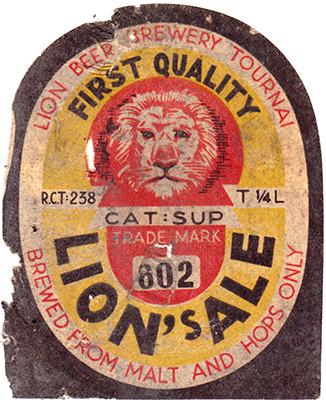 LION BEER BREWERY TOURNAI
FIRST QUALITY
R.C.T:238
T ¼ L
CAT:SUP
TRADE MARK
602
LION'S ALE
BREWED FROM MALT AND HOPS ONLY